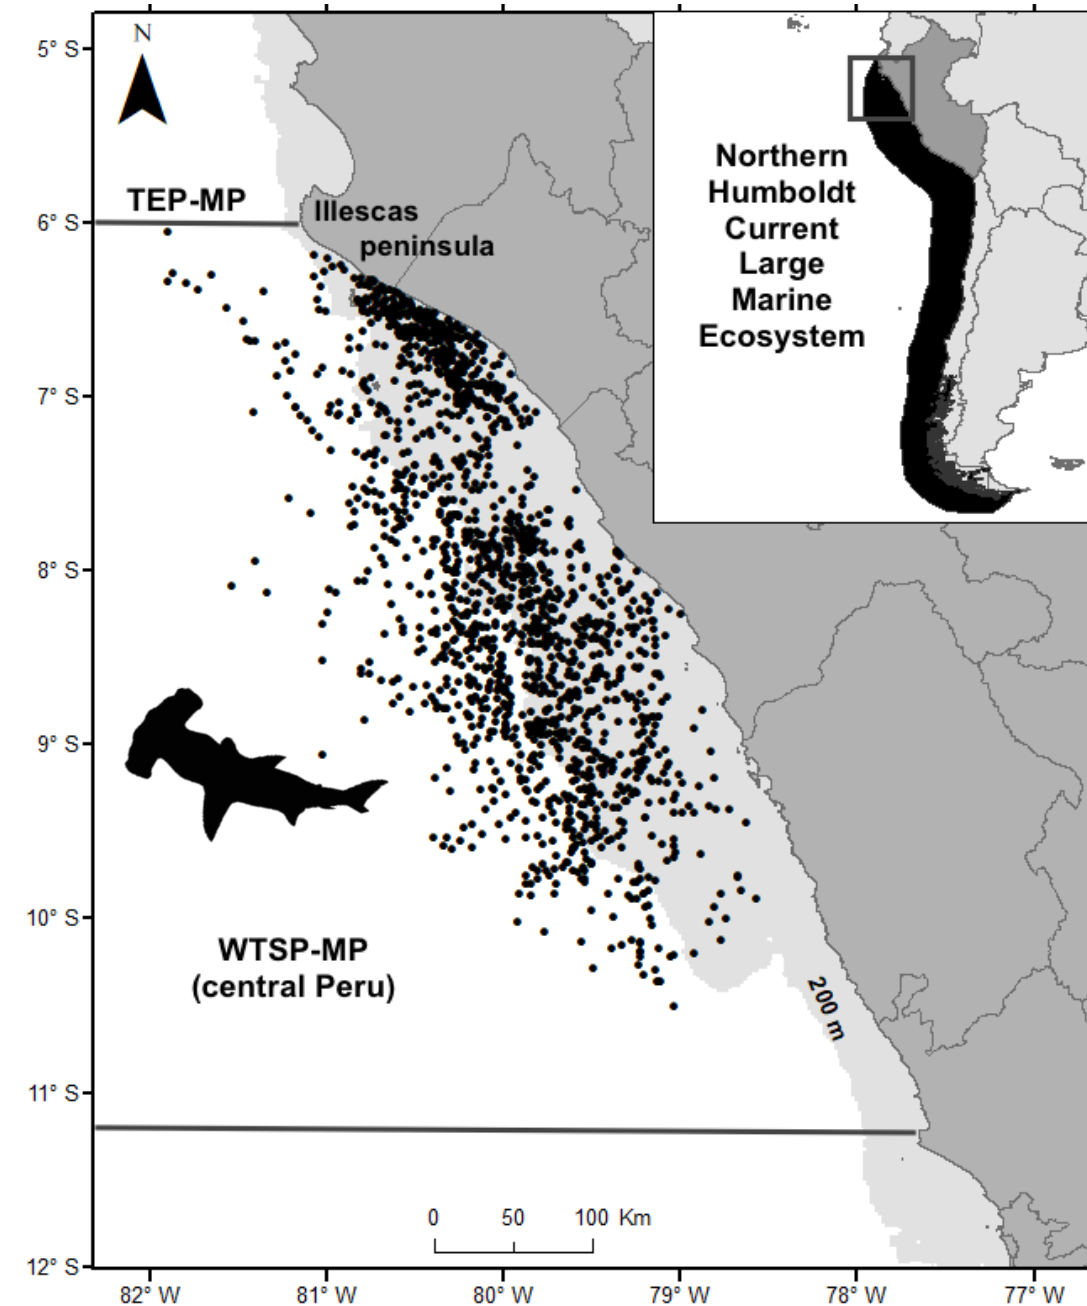 N
5° S
6° S
7° S
8° S
9° S
10° S
11° S
12° S
TEP-MP
Illescas
peninsula
Northern
Humboldt
Current
Large
Marine
Ecosystem
WTSP-MP
(central Peru)
200 m
0 50 100 Km
82° W 81° W 80° W 79° W 78° W 77° W